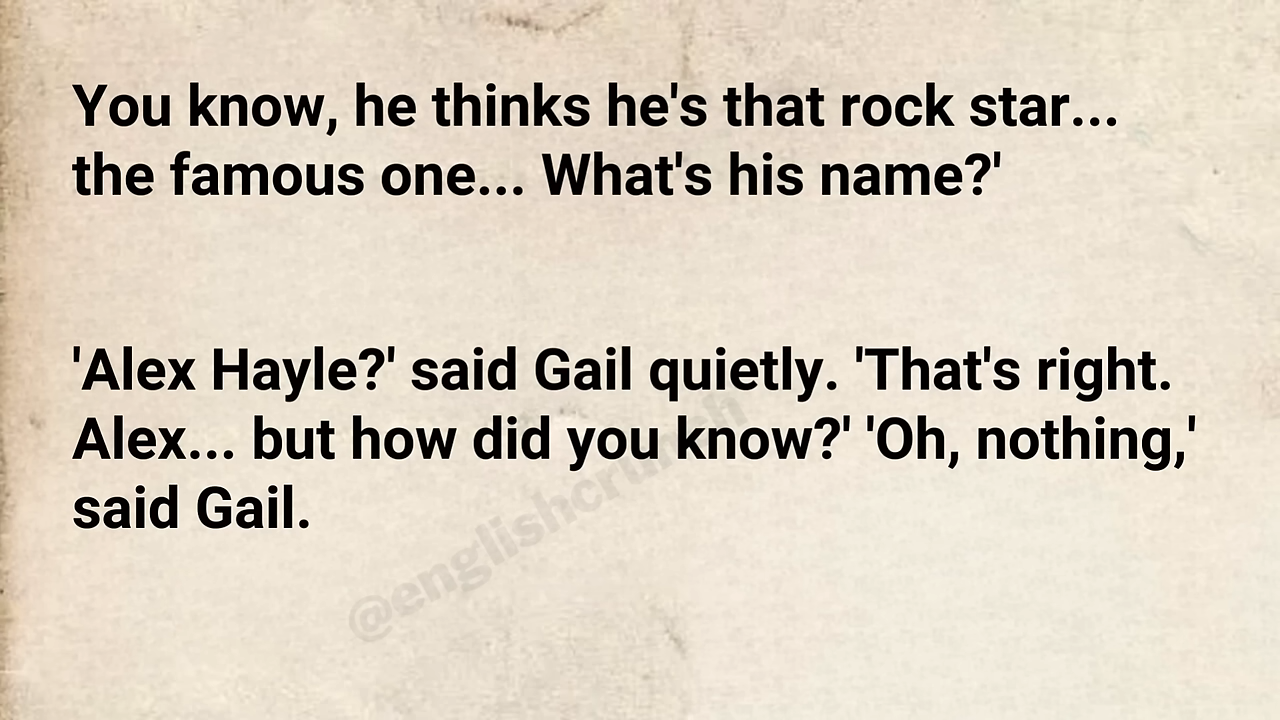 You know, he thinks he's that rock star...
the famous one... What's his name?'
'Alex Hayle?' said Gail quietly. 'That's right.
Alex... but how did you know?' 'Oh, nothing,'
said Gail.